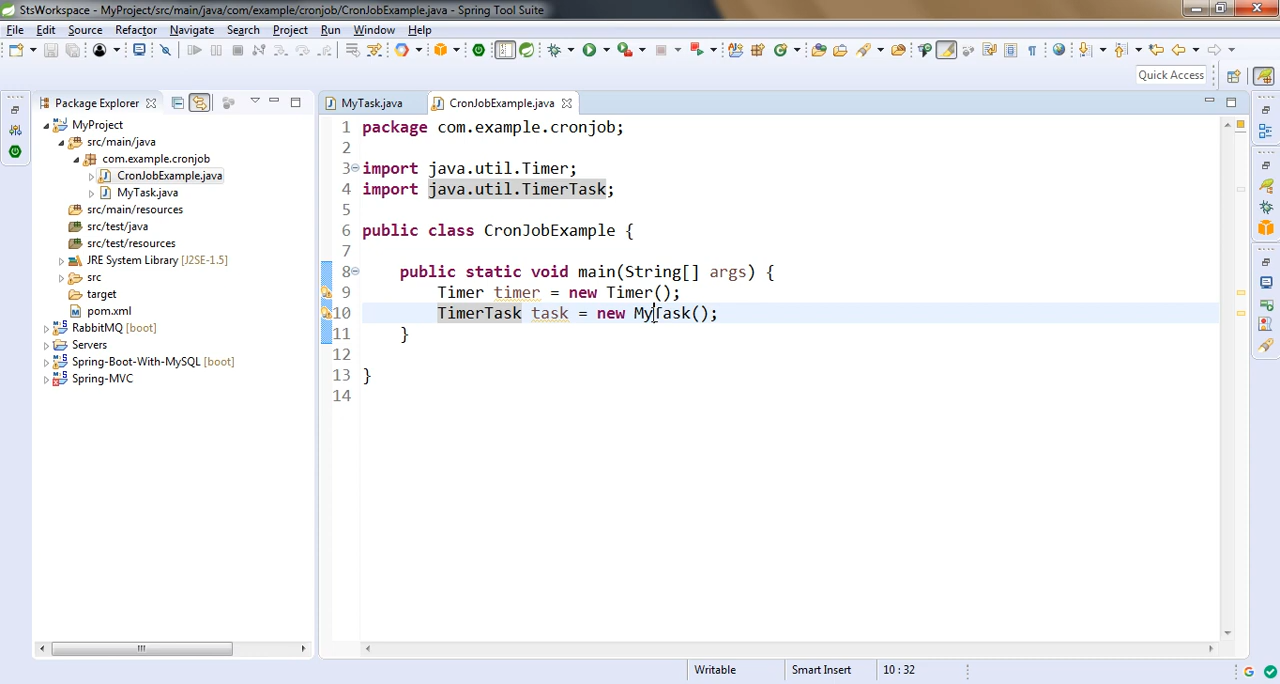 StsWorkspace - MyProject/src/main/java/com/example/cronjob/CronJobExample.java - Spring Tool Suite
File Edit Source Refactor Navigate Search Project Run Window Help
Quick Access
Package Explorer
MyTask.java
CronJobExample.java
MyProject
src/main/java
com.example.cronjob
CronJobExample.java
MyTask.java
src/main/resources
src/test/java
src/test/resources
JRE System Library [J2SE-1.5]
src
target
pom.xml
RabbitMQ [boot]
Servers
Spring-Boot-With-MySQL [boot]
Spring-MVC
1 package com.example.cronjob;
2
3 import java.util.Timer;
4 import java.util.TimerTask;
5
6 public class CronJobExample {
7
8 public static void main(String[] args) {
9 Timer timer = new Timer();
10 TimerTask task = new MyTask();
11 }
12
13 }
14
Writable Smart Insert 10 : 32